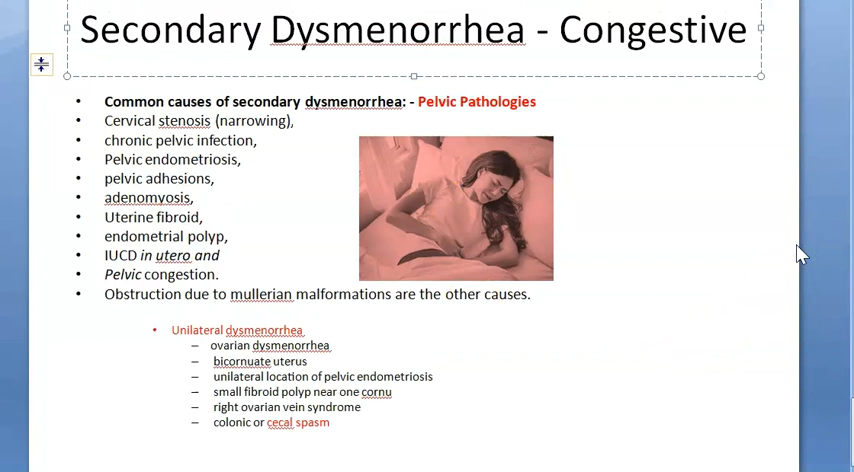 Secondary Dysmenorrhea - Congestive
• Common causes of secondary dysmenorrhea: - Pelvic Pathologies
• Cervical stenosis (narrowing),
• chronic pelvic infection,
• Pelvic endometriosis,
• pelvic adhesions,
• adenomyosis,
• Uterine fibroid,
• endometrial polyp,
• IUCD in utero and
• Pelvic congestion.
• Obstruction due to mullerian malformations are the other causes.
• Unilateral dysmenorrhea
– ovarian dysmenorrhea
– bicornuate uterus
– unilateral location of pelvic endometriosis
– small fibroid polyp near one cornu
– right ovarian vein syndrome
– colonic or cecal spasm